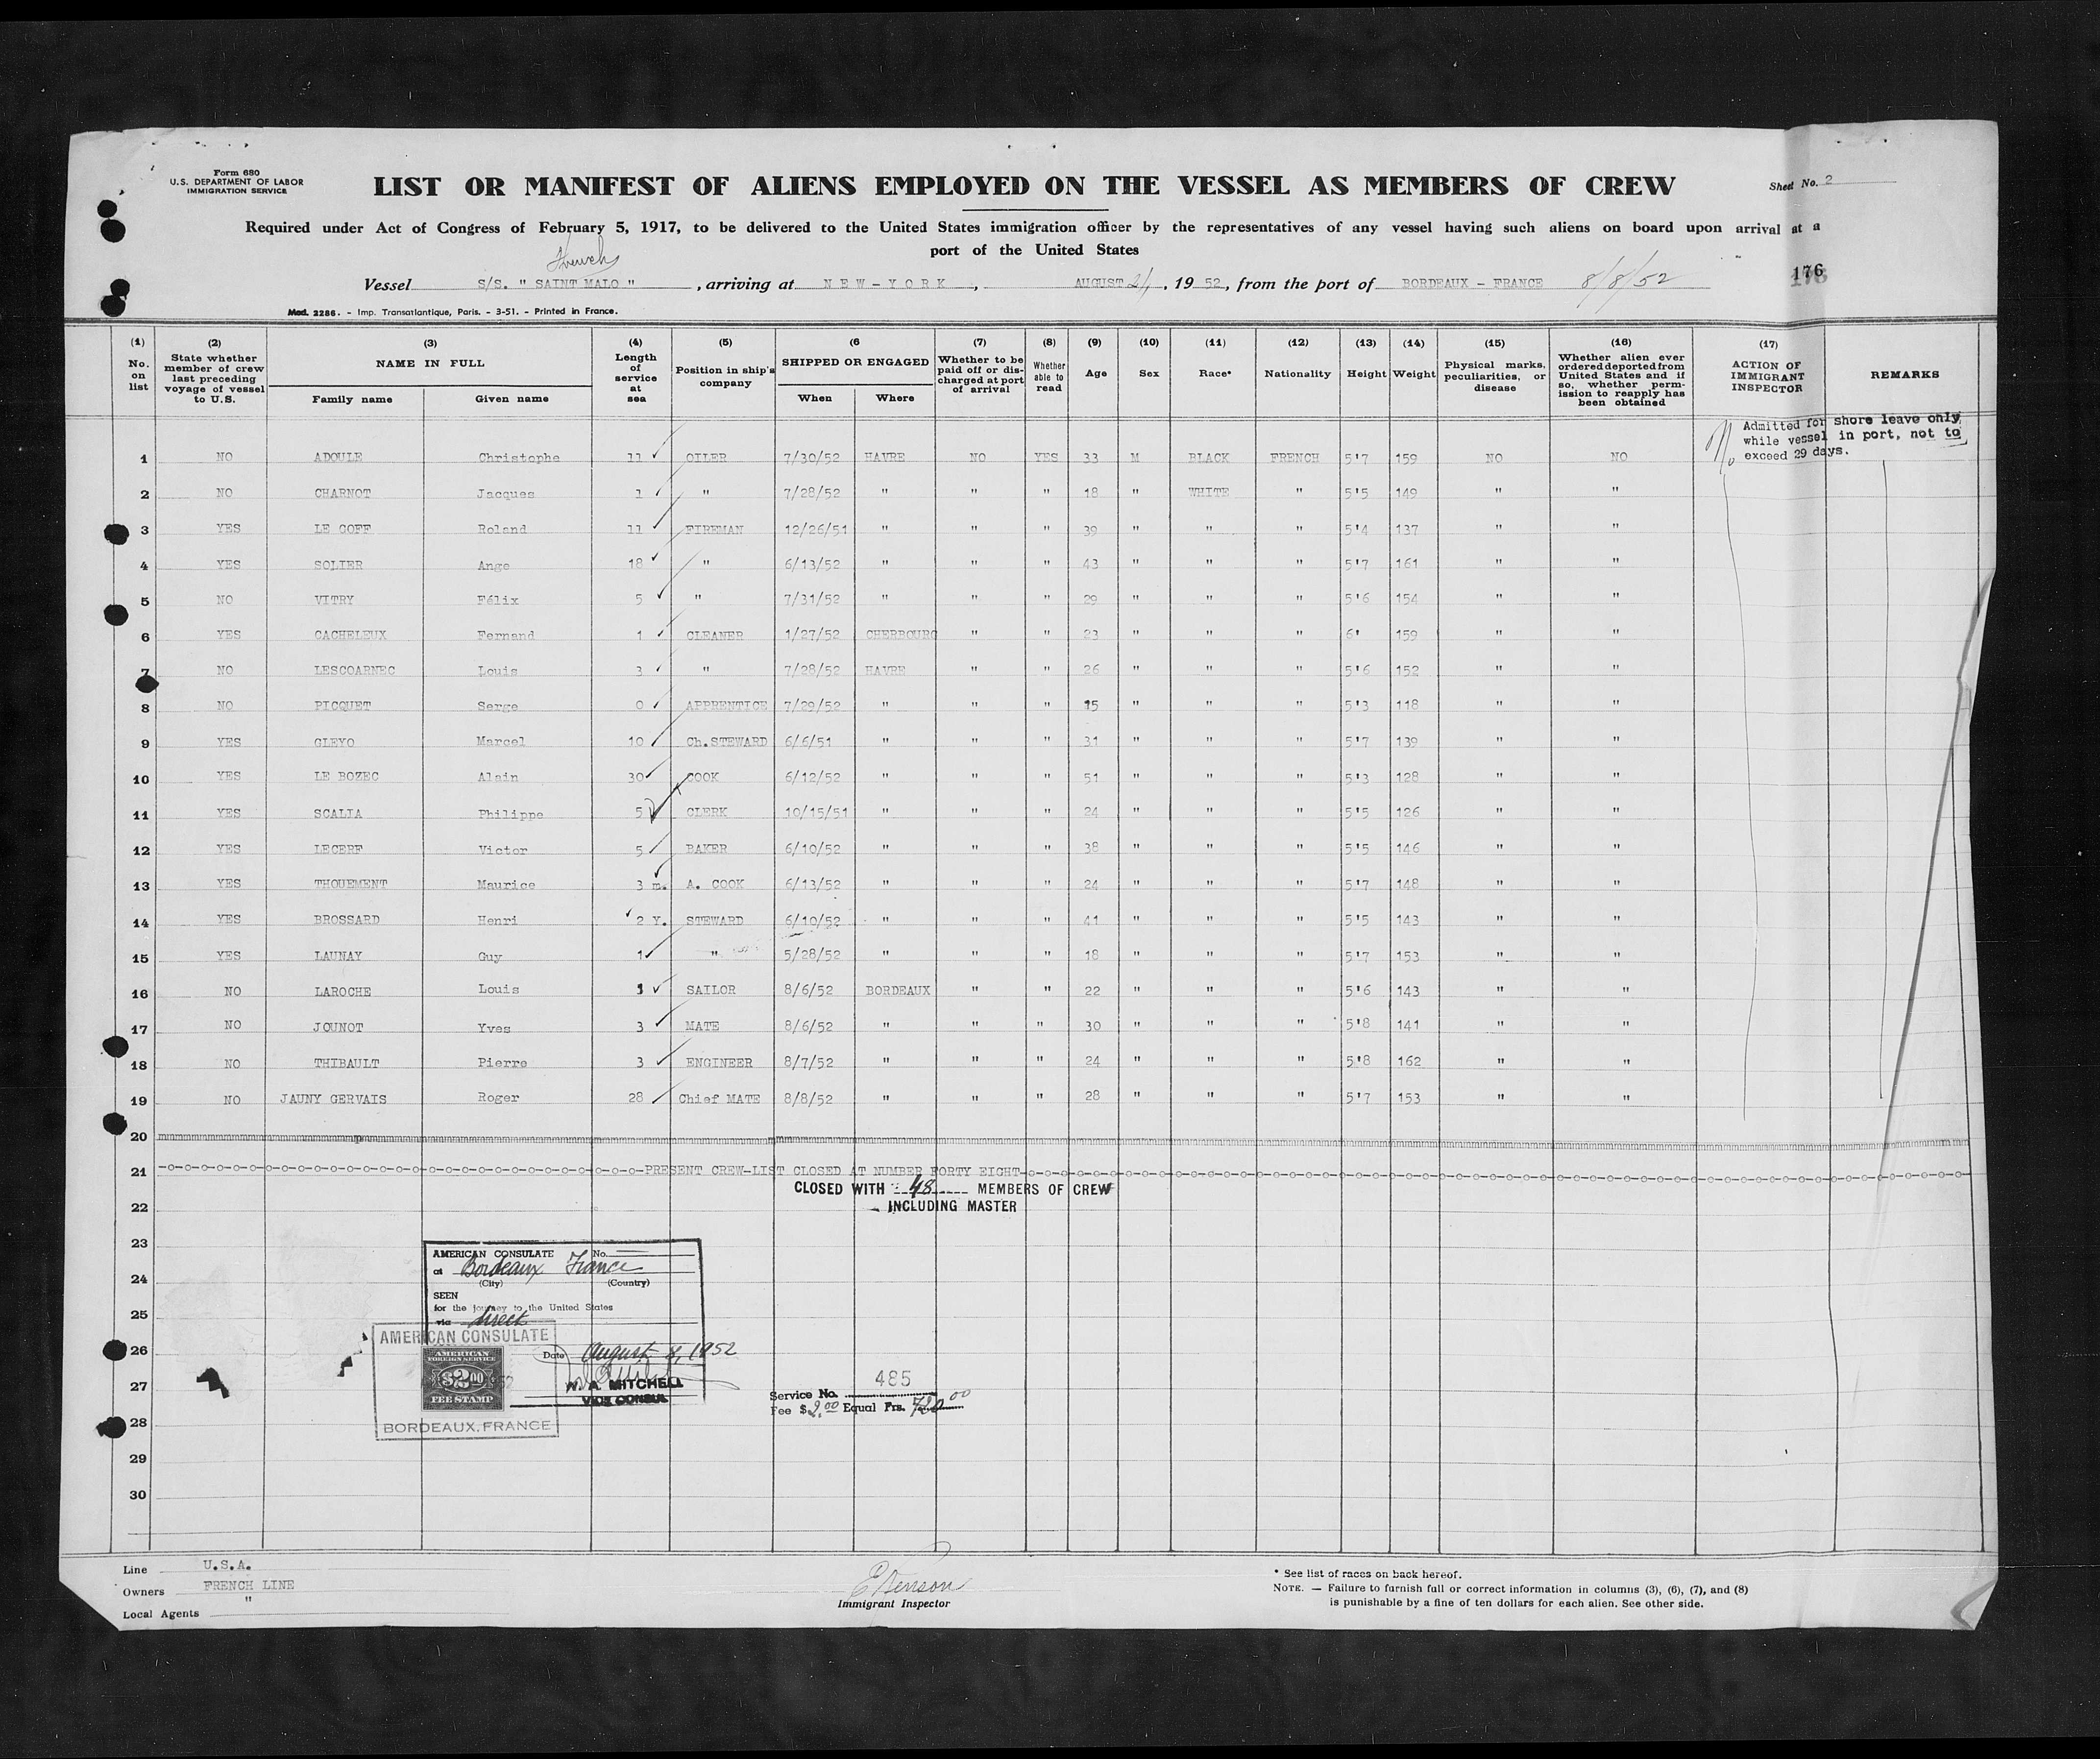 Form 680
U.S. DEPARTMENT OF LABOR
IMMIGRATION SERVICE
LIST OR MANIFEST OF ALIENS EMPLOYED ON THE VESSEL AS MEMBERS OF CREW
Sheet No. 2
Required under Act of Congress of February 5, 1917, to be delivered to the United States immigration officer by the representatives of any vessel having such aliens on board upon arrival at a
port of the United States
French
Vessel S/S. " SAINT MALO " , arriving at NEW-YORK , AUGUST 21, , 19 52 , from the port of BORDEAUX - FRANCE 8/8/52
176
Mod. 2286. - Imp. Transatlantique, Paris. - 3-51. - Printed in France.
(1) No. on list
(2) State whether member of crew last preceding voyage of vessel to U.S.
(3) NAME IN FULL Family name Given name
(4) Length of service at sea
(5) Position in ship's company
(6 SHIPPED OR ENGAGED When Where
(7) Whether to be paid off or discharged at port of arrival
(8) Whether able to read
(9) Age
(10) Sex
(11) Race*
(12) Nationality
(13) Height
(14) Weight
(15) Physical marks, peculiarities, or disease
(16) Whether alien ever ordered deported from United States and if so, whether permission to reapply has been obtained
(17) ACTION OF IMMIGRANT INSPECTOR
REMARKS
Admitted for shore leave only
while vessel in port, not to
exceed 29 days.
1 NO ADOULE Christophe 11 OILER 7/30/52 HAVRE NO YES 33 M BLACK FRENCH 5'7 159 NO NO
2 NO CHARNOT Jacques 1 " 7/28/52 " " " 18 " WHITE " 5'5 149 " "
3 YES LE GOFF Roland 11 FIREMAN 12/26/51 " " " 39 " " " 5'4 137 " "
4 YES SOLIER Ange 18 " 6/13/52 " " " 43 " " " 5'7 161 " "
5 NO VITRY Félix 5 " 7/31/52 " " " 29 " " " 5'6 154 " "
6 YES CACHELEUX Fernand 1 CLEANER 1/27/52 CHERBOURG " " 23 " " " 6' 159 " "
7 NO LESCOARNEC Louis 3 " 7/28/52 HAVRE " " 26 " " " 5'6 152 " "
8 NO PICQUET Serge 0 APPRENTICE 7/29/52 " " " 15 " " " 5'3 118 " "
9 YES GLEYO Marcel 10 Ch.STEWARD 6/6/51 " " " 31 " " " 5'7 139 " "
10 YES LE BOZEC Alain 30 COOK 6/12/52 " " " 51 " " " 5'3 128 " "
11 YES SCALIA Philippe 5 CLERK 10/15/51 " " " 24 " " " 5'5 126 " "
12 YES LECERF Victor 5 BAKER 6/10/52 " " " 38 " " " 5'5 146 " "
13 YES THOUEMENT Maurice 3 m. A. COOK 6/13/52 " " " 24 " " " 5'7 148 " "
14 YES BROSSARD Henri 2 Y. STEWARD 6/10/52 " " " 41 " " " 5'5 143 " "
15 YES LAUNAY Guy 1 " 5/28/52 " " " 18 " " " 5'7 153 " "
16 NO LAROCHE Louis 1 SAILOR 8/6/52 BORDEAUX " " 22 " " " 5'6 143 " "
17 NO JOUNOT Yves 3 MATE 8/6/52 " " " 30 " " " 5'8 141 " "
18 NO THIBAULT Pierre 3 ENGINEER 8/7/52 " " " 24 " " " 5'8 162 " "
19 NO JAUNY GERVAIS Roger 28 Chief MATE 8/8/52 " " " 28 " " " 5'7 153 " "
20
21 -o-o-o-o-o-o-PRESENT CREW-LIST CLOSED AT NUMBER FORTY EIGHT-o-o-o-o-o-o-
CLOSED WITH 48 MEMBERS OF CREW
22 INCLUDING MASTER
23
AMERICAN CONSULATE No.
at Bordeaux France
24 (City) (Country)
SEEN
for the journey to the United States
25
via direct
AMERICAN CONSULATE
26 Date August 8, 1952
AMERICAN FOREIGN SERVICE
$2.00
FEE STAMP
27 W. A. MITCHELL
VICE CONSUL
Service No. 485
Fee $2.00 Equal Frs. 720.00
28 BORDEAUX, FRANCE
29
30
Line U.S.A.
Owners FRENCH LINE
Local Agents "
Immigrant Inspector
* See list of races on back hereof.
NOTE. — Failure to furnish full or correct information in columns (3), (6), (7), and (8)
is punishable by a fine of ten dollars for each alien. See other side.